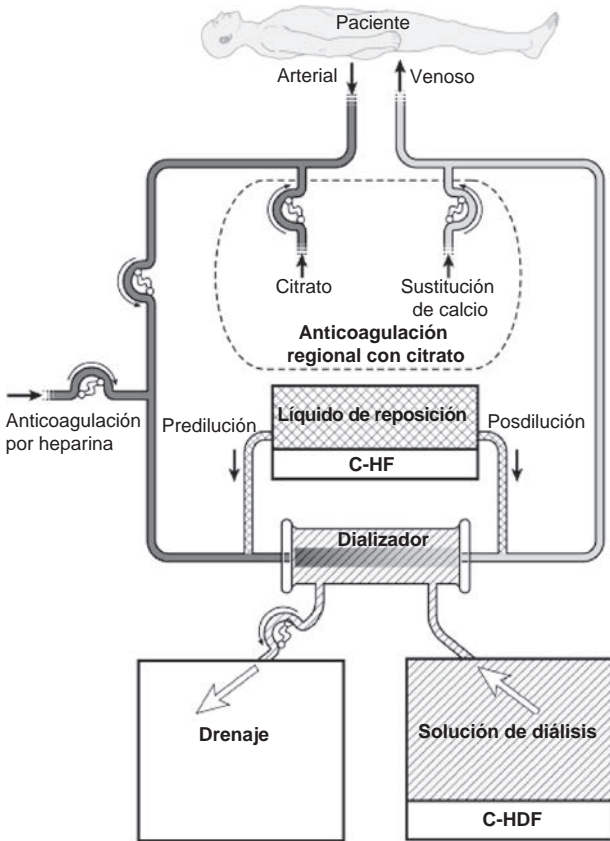 Paciente
Arterial
Venoso
Citrato
Sustitución
de calcio
Anticoagulación
regional con citrato
Anticoagulación
por heparina
Predilución
Líquido de reposición
Posdilución
C-HF
Dializador
Drenaje
Solución de diálisis
C-HDF